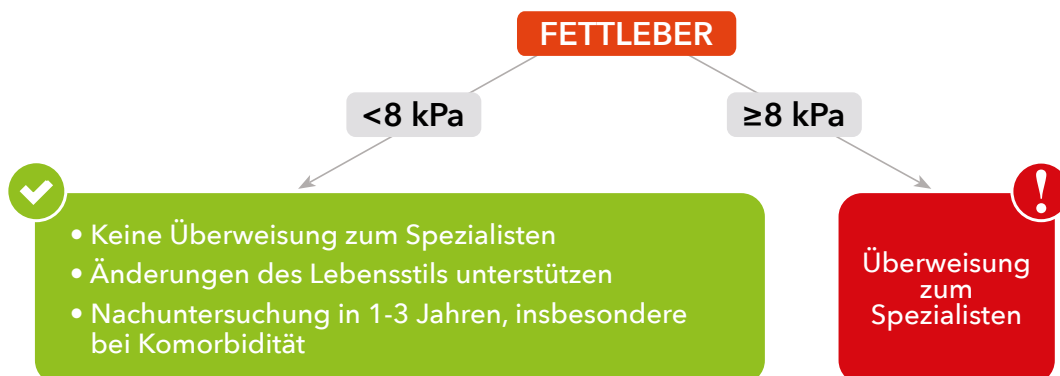 FETTLEBER
<8 kPa
≥8 kPa
• Keine Überweisung zum Spezialisten
• Änderungen des Lebensstils unterstützen
• Nachuntersuchung in 1-3 Jahren, insbesondere
bei Komorbidität
!
Überweisung
zum
Spezialisten